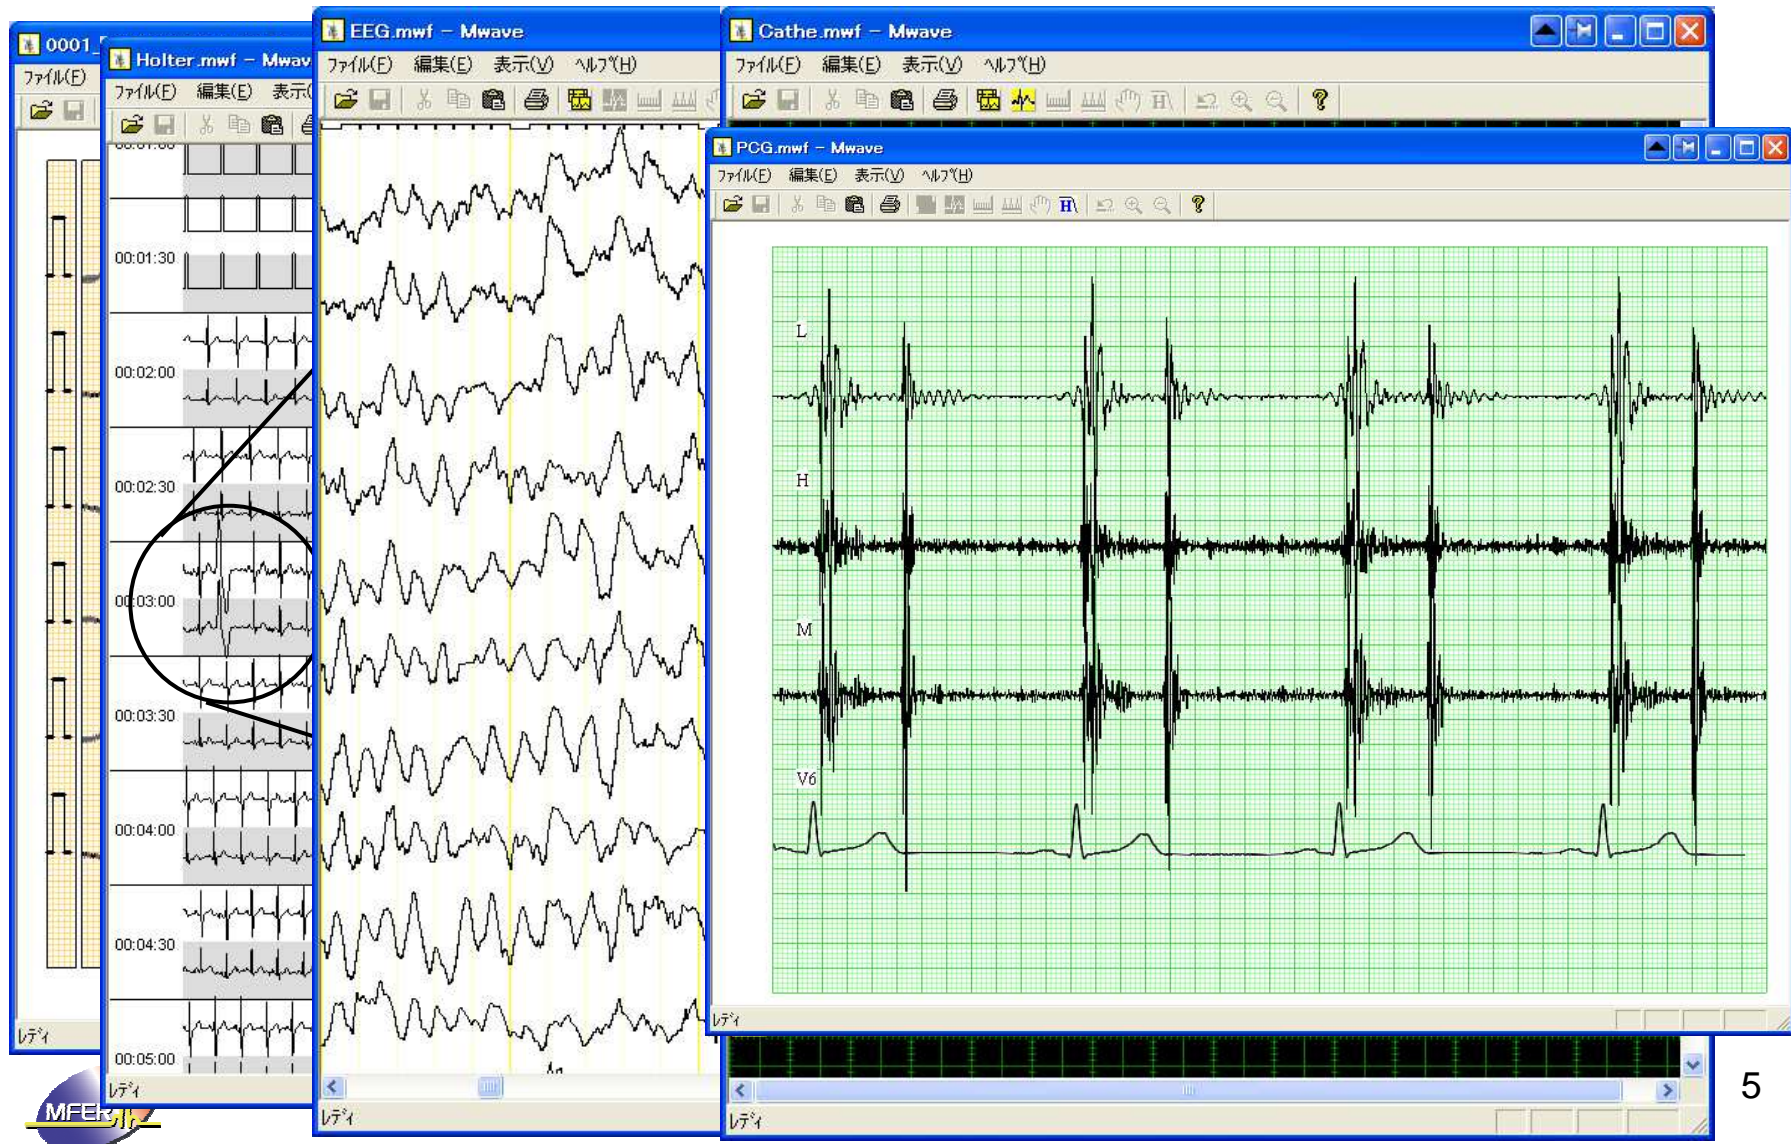 0001_
ファイル(F)
レディ
Holter.mwf - Mwav
ファイル(F) 編集(E) 表示(
00:01:30
00:02:00
00:02:30
00:03:00
00:03:30
00:04:00
00:04:30
00:05:00
レディ
EEG.mwf - Mwave
ファイル(F) 編集(E) 表示(V) ヘルプ(H)
レディ
Cathe.mwf - Mwave
ファイル(F) 編集(E) 表示(V) ヘルプ(H)
レディ
PCG.mwf - Mwave
ファイル(F) 編集(E) 表示(V) ヘルプ(H)
L
H
M
V6
レディ
MFER
5